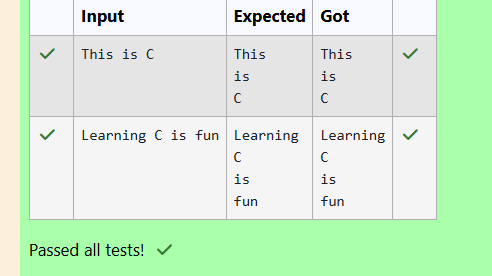 Input Expected Got
This is C This This
is is
C C
Learning C is fun Learning Learning
C C
is is
fun fun
Passed all tests!